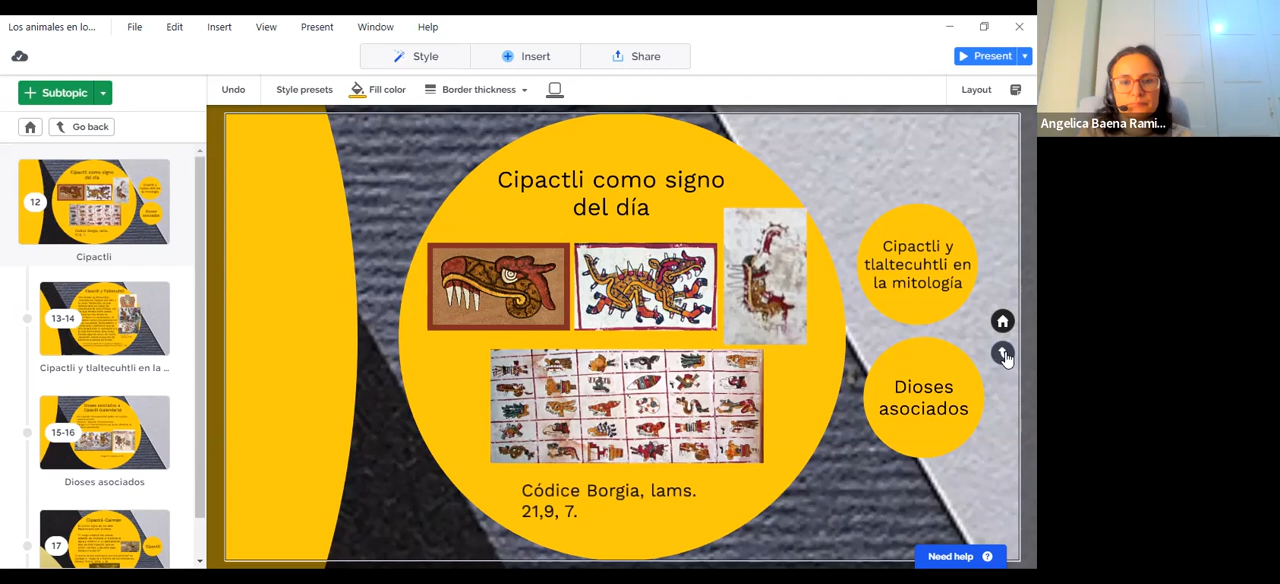 Los animales en lo...
File
Edit
Insert
View
Present
Window
Help
Style
Insert
Share
Present
Subtopic
Undo
Style presets
Fill color
Border thickness
Layout
Go back
12
Cipactli
13-14
Cipactli y tlaltecuhtli en la ...
15-16
Dioses asociados
17
Cipactli como signo
del día
Códice Borgia, lams.
21,9, 7.
Cipactli y
tlaltecuhtli en
la mitología
Dioses
asociados
Need help
?
Angelica Baena Rami...